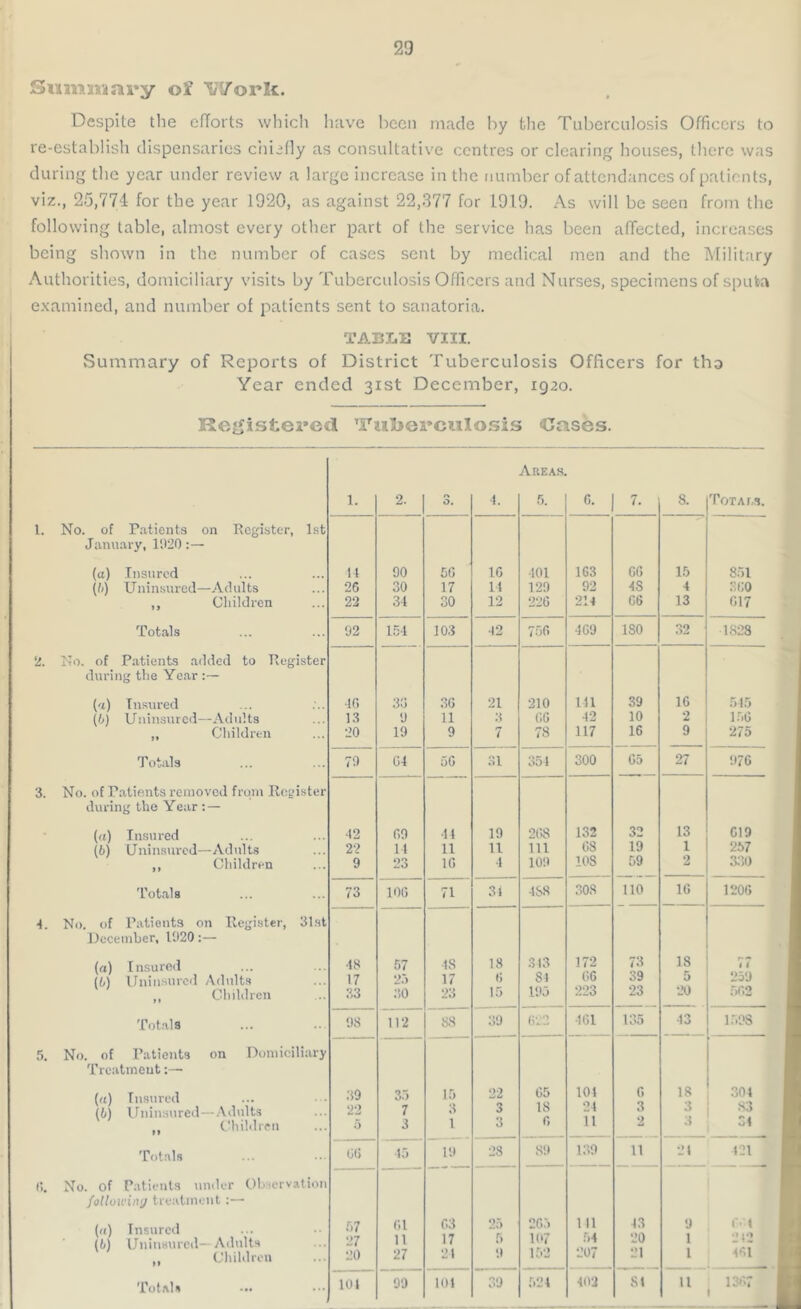 29
Summary of Work.
Despite the efforts which have been made by the Tuberculosis Officers to
re-establish dispensaries chiefly as consultative centres or clearing houses, there was
during the year under review a large increase in the number of attendances of patients,
viz., 25,774 for the year 1920, as against 22,377 for 1919. As will be seen from the
following table, almost every other part of the service has been affected, increases
being shown in the number of cases sent by medical men and the Military
Authorities, domiciliary visits by Tuberculosis Officers and Nurses, specimens of sputa
examined, and number of patients sent to sanatoria.
TABLE VIII.
Summary of Reports of District Tuberculosis Officers for the
Year ended 31st December, 1920.
Registered Tuberculosis Cases.
AREAS.
1. 2. 3. 4. 5. 6. 7. 8. TOTALS.
1. No. of Patients on Register, 1st
January, 1920:—
(a) Insured ... ... 44 90 56 16 401 163 66 15 851
(b) Uninsured—Adults ... 26 30 17 14 129 92 48 4 360
,, Children ... 22 34 30 12 226 214 66 13 617
Totals ... ... 92 154 103 42 756 469 180 32 1828
2. No. of Patients added to Register
during the Year:—
(a) Insured ... ... 46 36 36 21 210 141 39 16 545
(b) Uninsured—Adults ... 13 9 11 3 66 42 10 2 156
,, Children ... 20 19 9 7 78 117 16 9 275
Totals ... ... 79 64 56 31 354 300 65 27 976
3. No. of Patients removed from Register
during the Year:—
(a) Insured ... ... 42 69 44 19 268 132 32 13 619
(b) Uninsured—Adults ... 22 14 11 11 111 68 19 1 257
,, Children ... 9 23 16 4 109 108 59 2 330
Totals ... ... 73 106 71 34 488 308 110 16 1206
4. No. of Patients on Register, 31st
December, 1920:—
(a) Insured ... ... 48 57 48 18 343 172 73 18
(b) Uninsured Adults ... 17 25 17 6 84 66 39 5 259
,, Children .. 33 30 23 15 195 223 23 20 562
Totals ... .. 98 112 88 39 622 461 135 43 1598
5. No. of Patients on Domiciliary
Treatment:—
(a) Insured ... .. 39 35 15 22 65 104 6 18 304
(b) Uninsured—Adults ... 22 7 3 3 18 24 3 3 83
,, Children ... 5 3 1 3 6 11 2 3 34
Totals ... .. 66 45 19 28 89 139 11 24 421
6. No. of Patients under Observation
following treatment:—
(a) Insured ... .. 57 61 63 25 265 141 43 9 664
(b) Uninsured—Adults ... 27 11 17 5 107 54 20 1 242
,, Children ... 20 27 24 9 152 207 21 1 461
Totals ... ... 104 99 104 39 524 402 84 11 1367